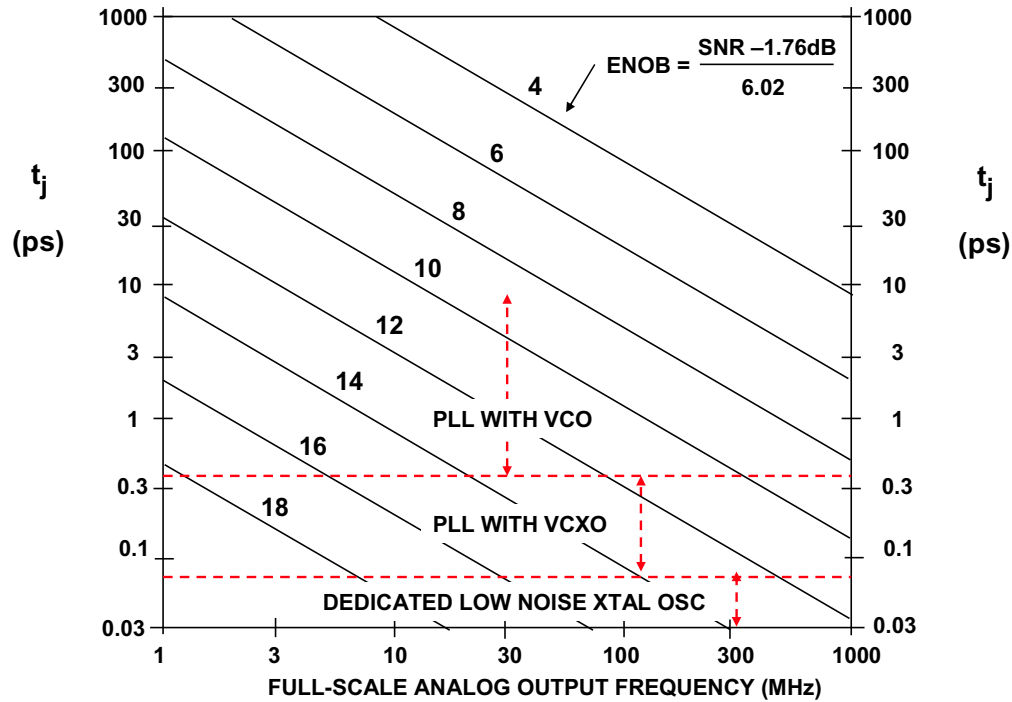 1000
300
100
30
10
3
1
0.3
0.1
0.03
t j
(ps)
1000
300
100
30
10
3
1
0.3
0.1
0.03
t j
(ps)
ENOB = SNR –1.76dB
6.02
4
6
8
10
12
14
16
18
PLL WITH VCO
PLL WITH VCXO
DEDICATED LOW NOISE XTAL OSC
1 3 10 30 100 300 1000
FULL-SCALE ANALOG OUTPUT FREQUENCY (MHz)